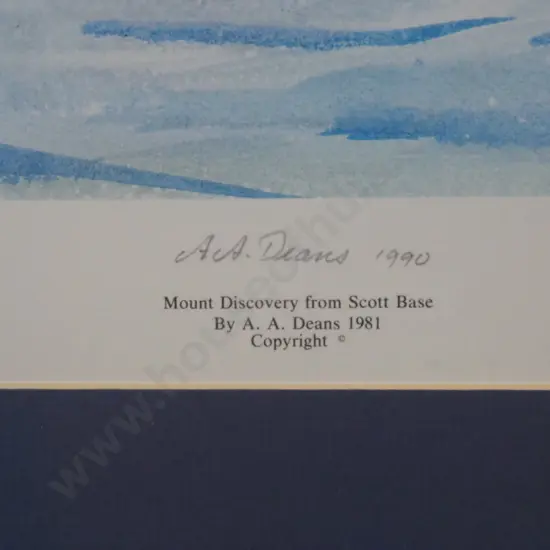 A.A. Deans 1990
Mount Discovery from Scott Base
By A. A. Deans 1981
Copyright ©